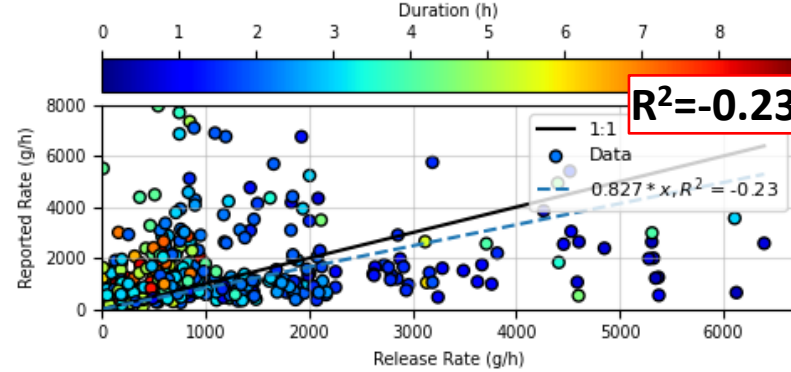 Duration (h)
0 1 2 3 4 5 6 7 8
R²=-0.23
8000
6000
4000
2000
0
Reported Rate (g/h)
1:1
Data
0.827 * x, R² = -0.23
0 1000 2000 3000 4000 5000 6000
Release Rate (g/h)